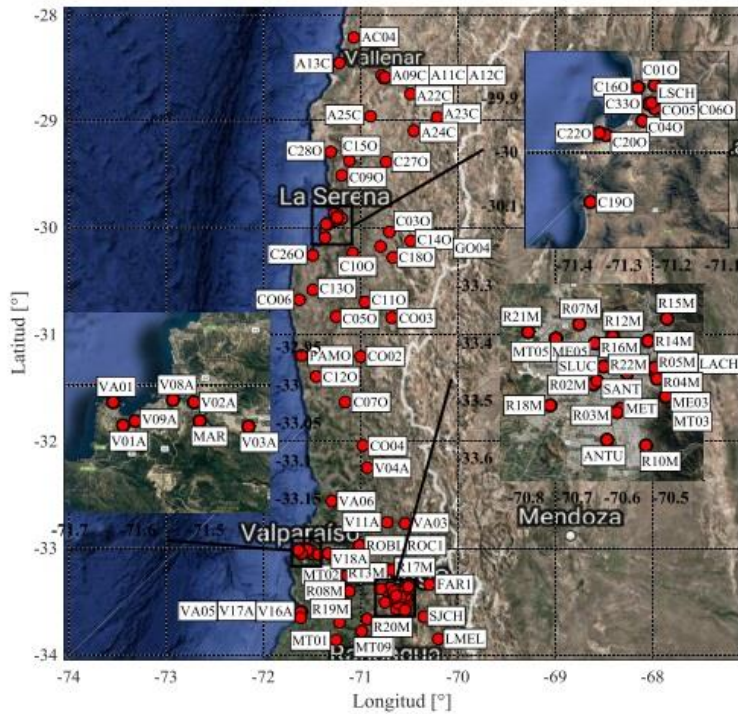 -28
AC04
Vallenar
A13C
A09C A11C A12C
A22C
A23C
-29
A25C
A24C
C15O
C28O
C27O
C09O
La Serena
-30
C03O
C14O
GO04
C26O
C10O
C18O
C13O
CO06
C11O
C05O
CO03
-31
PAMO
CO02
C12O
C07O
-32
CO04
V04A
VA06
V11A
VA03
Valparaíso
-33
ROBL ROC1
V18A
MT02 R13M R17M
R08M
FAR1
VA05 V17A V16A
R19M
SJCH
R20M
MT01
MT09
LMEL
-34
Mendoza
C01O
C16O
LSCH
C33O
CO05 C06O
C04O
C22O
C20O
C19O
-29.9
-30
-30.1
-71.4 -71.3 -71.2 -71.1
-33.3
R07M
R15M
R21M
R12M
MT05 ME05
R16M
R14M
SLUC
R22M
R05M LACH
R02M
SANT
R04M
R18M
R03M
MET
ME03
MT03
ANTU
R10M
-33.5
-33.6
-70.8 -70.7 -70.6 -70.5
VA01
V08A
V02A
V09A
V01A
MAR
V03A
-32.95
-33
-33.05
-33.1
-33.15
-71.7 -71.6 -71.5
-74 -73 -72 -71 -70 -69 -68
Longitud [°]
Latitud [°]